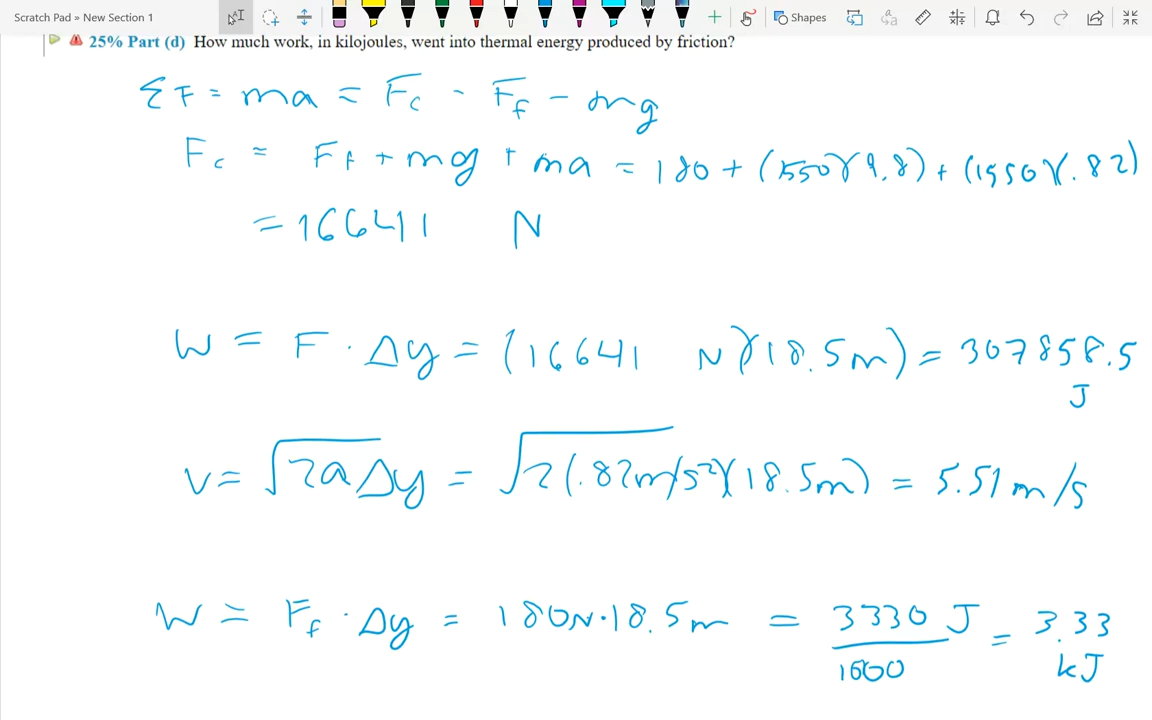 Scratch Pad » New Section 1
Shapes
25% Part (d) How much work, in kilojoules, went into thermal energy produced by friction?
ΣF = ma = Fc - Ff - mg
Fc = Ff + mg + ma = 180 + (1550)(9.8) + (1550)(.82)
= 16641 N
W = F · Δy = (16641 N)(18.5m) = 307858.5
J
v = √2aΔy = √2(.82m/s²)(18.5m) = 5.51 m/s
W = Ff · Δy = 180N·18.5m = 3330 J = 3.33
1000 kJ